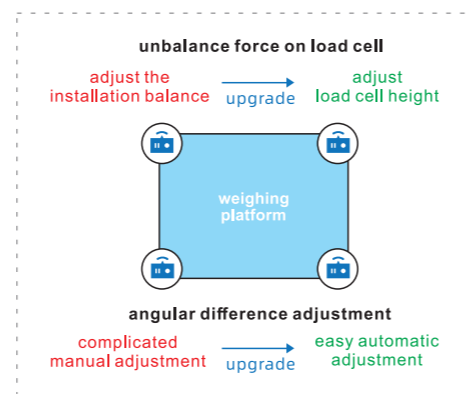 unbalance force on load cell
adjust the
installation balance
upgrade
adjust
load cell height
weighing
platform
angular difference adjustment
complicated
manual adjustment
upgrade
easy automatic
adjustment